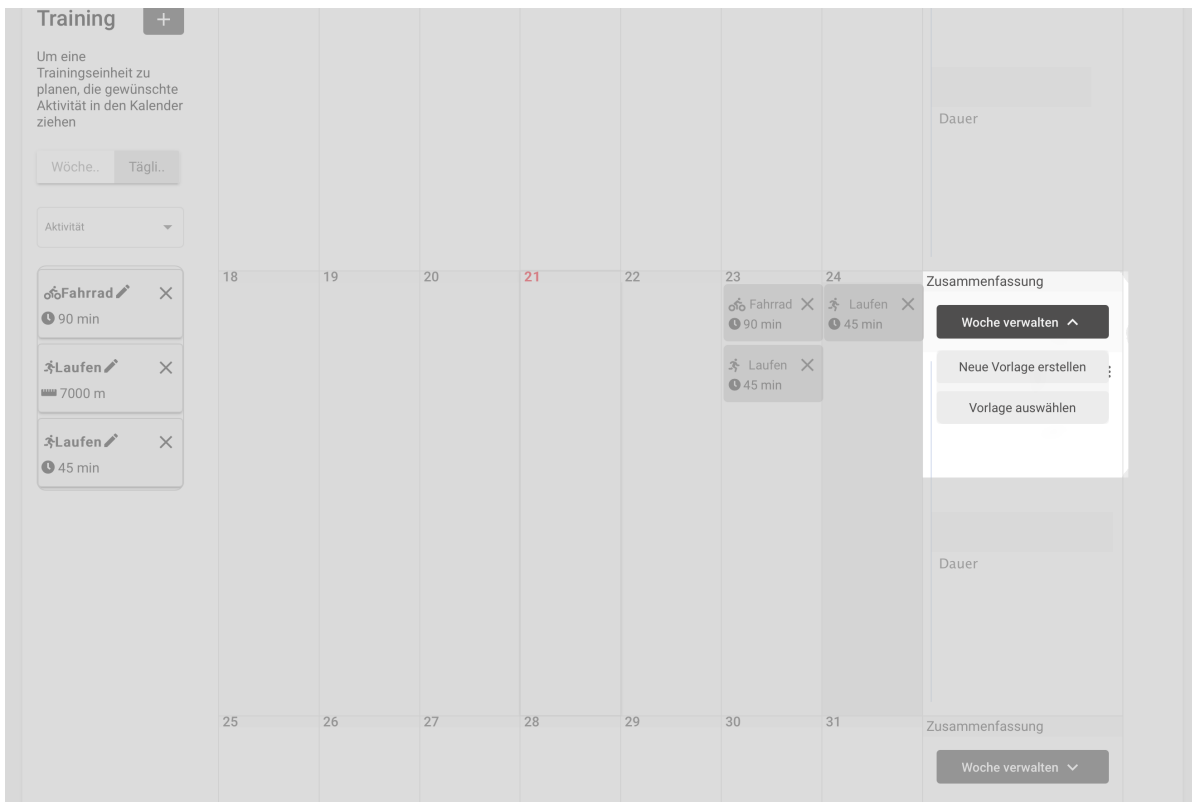 Training
+
Um eine
Trainingseinheit zu
planen, die gewünschte
Aktivität in den Kalender
ziehen
Wöche..
Tägli..
Aktivität
Fahrrad
90 min
Laufen
7000 m
Laufen
45 min
Dauer
18
19
20
21
22
23
24
Fahrrad
90 min
Laufen
45 min
Laufen
45 min
Zusammenfassung
Woche verwalten
Neue Vorlage erstellen
Vorlage auswählen
Dauer
25
26
27
28
29
30
31
Zusammenfassung
Woche verwalten